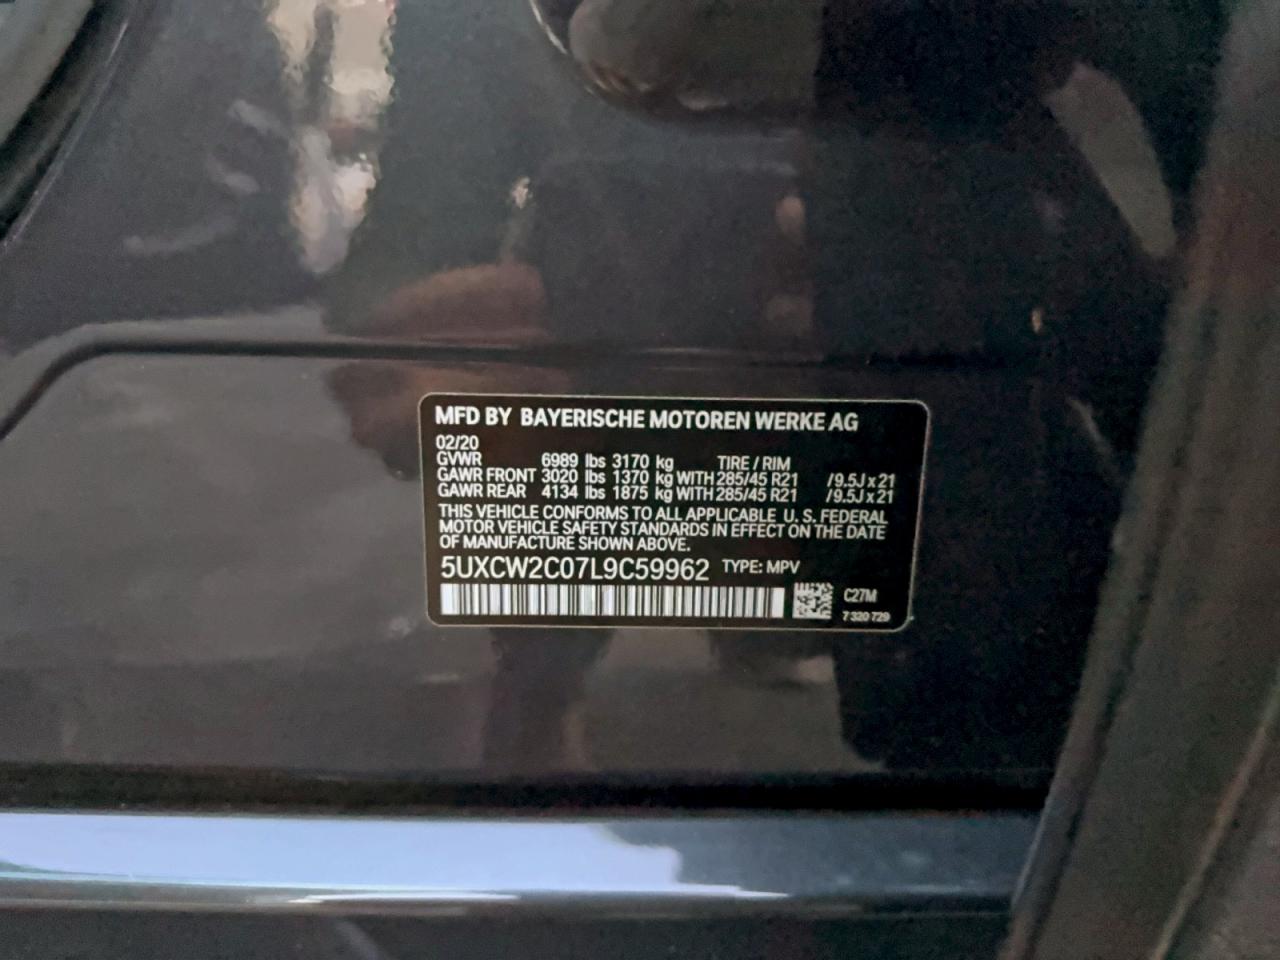 MFD BY BAYERISCHE MOTOREN WERKE AG
02/20
GVWR 6989 lbs 3170 kg TIRE / RIM
GAWR FRONT 3020 lbs 1370 kg WITH 285/45 R21 /9.5J x 21
GAWR REAR 4134 lbs 1875 kg WITH 285/45 R21 /9.5J x 21
THIS VEHICLE CONFORMS TO ALL APPLICABLE U. S. FEDERAL
MOTOR VEHICLE SAFETY STANDARDS IN EFFECT ON THE DATE
OF MANUFACTURE SHOWN ABOVE.
5UXCW2C07L9C59962 TYPE: MPV
C27M
7 320 729